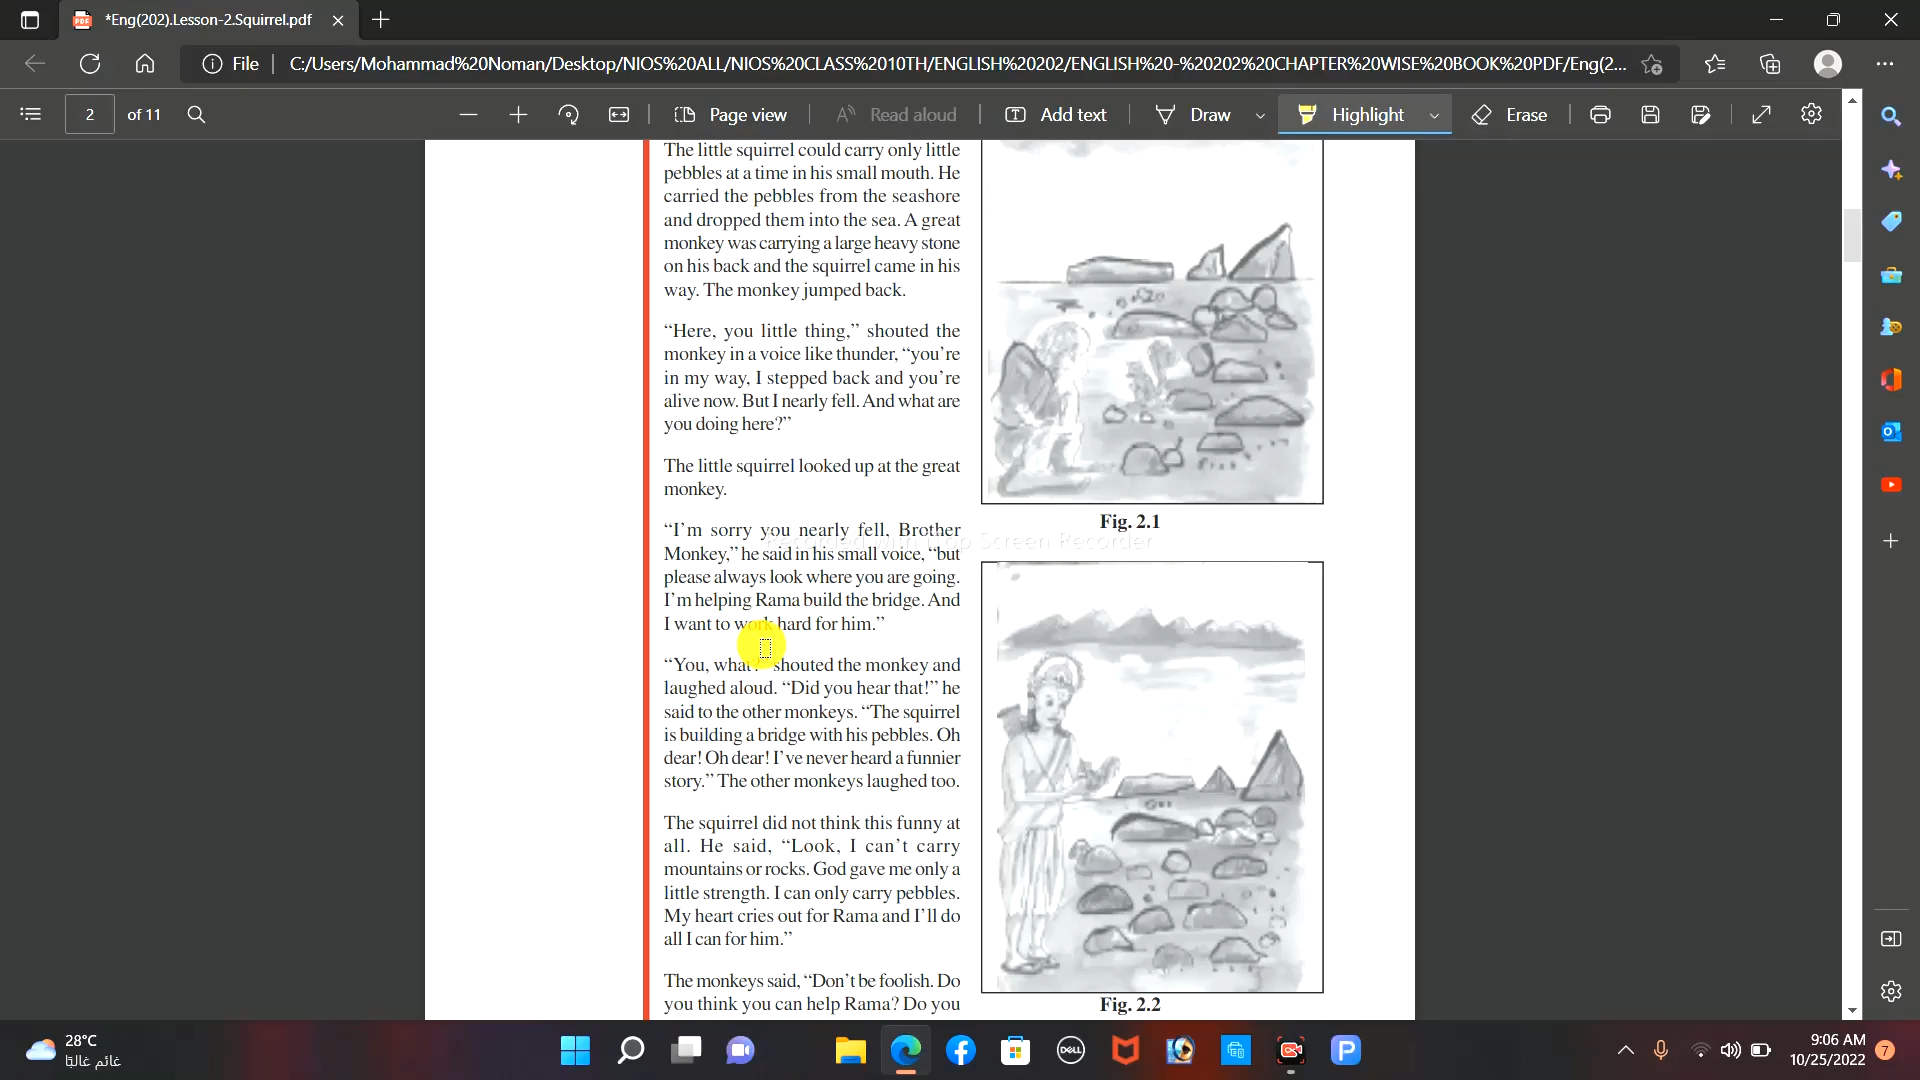 *Eng(202).Lesson-2.Squirrel.pdf
File
C:/Users/Mohammad%20Noman/Desktop/NIOS%20ALL/NIOS%20CLASS%2010TH/ENGLISH%20202/ENGLISH%20-%20202%20CHAPTER%20WISE%20BOOK%20PDF/Eng(2...
2 of 11
Page view
Read aloud
Add text
Draw
Highlight
Erase
The little squirrel could carry only little
pebbles at a time in his small mouth. He
carried the pebbles from the seashore
and dropped them into the sea. A great
monkey was carrying a large heavy stone
on his back and the squirrel came in his
way. The monkey jumped back.
“Here, you little thing,” shouted the
monkey in a voice like thunder, “you’re
in my way, I stepped back and you’re
alive now. But I nearly fell. And what are
you doing here?”
The little squirrel looked up at the great
monkey.
“I’m sorry you nearly fell, Brother
Monkey,” he said in his small voice, “but
please always look where you are going.
I’m helping Rama build the bridge. And
I want to work hard for him.”
“You, what?” shouted the monkey and
laughed aloud. “Did you hear that!” he
said to the other monkeys. “The squirrel
is building a bridge with his pebbles. Oh
dear! Oh dear! I’ve never heard a funnier
story.” The other monkeys laughed too.
The squirrel did not think this funny at
all. He said, “Look, I can’t carry
mountains or rocks. God gave me only a
little strength. I can only carry pebbles.
My heart cries out for Rama and I’ll do
all I can for him.”
The monkeys said, “Don’t be foolish. Do
you think you can help Rama? Do you
Fig. 2.1
Recorded with iTop Screen Recorder
Fig. 2.2
28°C
غائم غالبًا
DELL
9:06 AM
10/25/2022
7